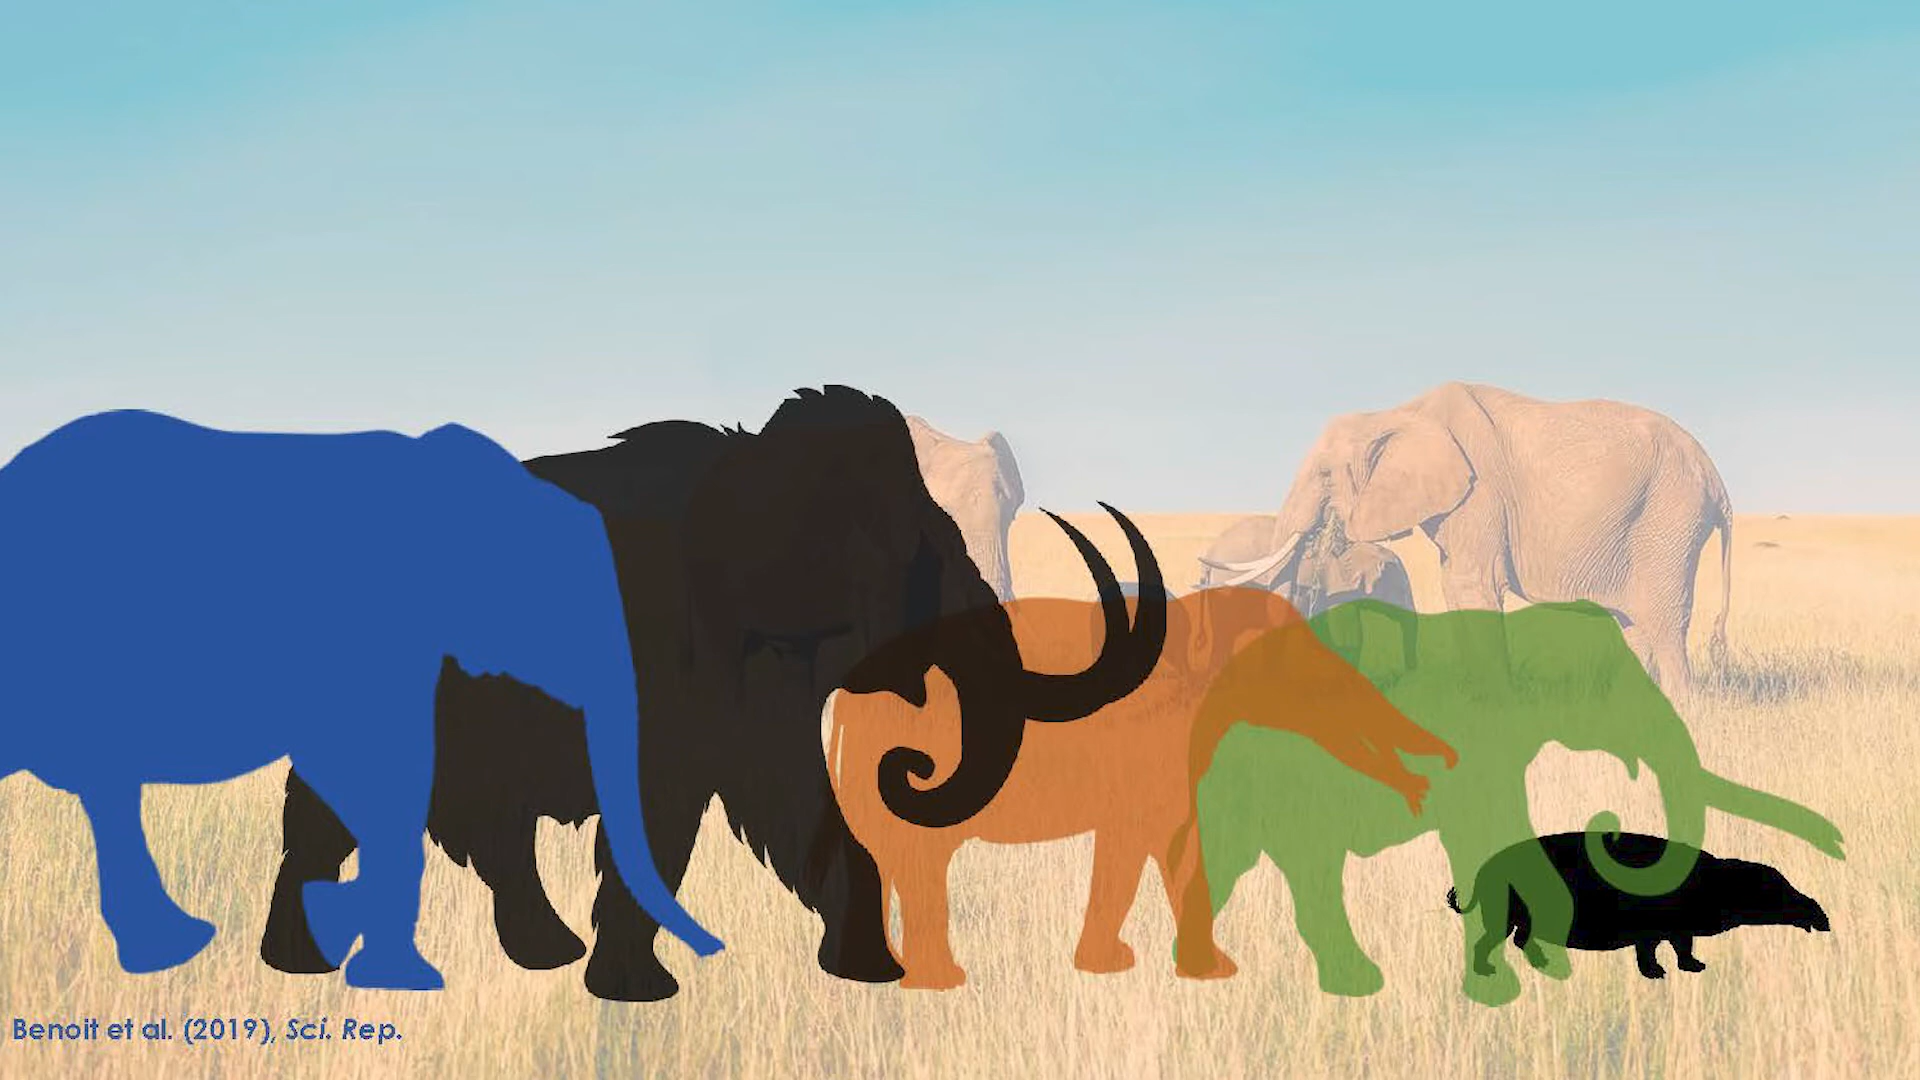 Benoit et al. (2019), Sci. Rep.